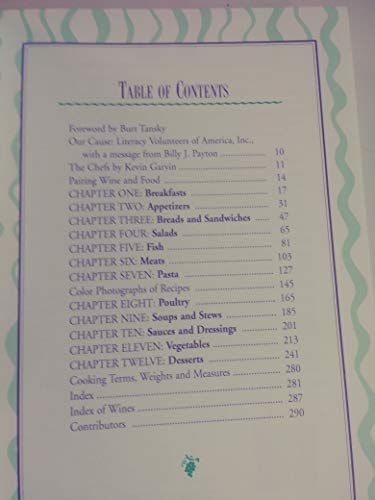 TABLE OF CONTENTS
Foreword by Burt Tansky
Our Cause: Literacy Volunteers of America, Inc.,
with a message from Billy J. Payton 10
The Chefs by Kevin Garvin 11
Pairing Wine and Food 14
CHAPTER ONE: Breakfasts 17
CHAPTER TWO: Appetizers 31
CHAPTER THREE: Breads and Sandwiches 47
CHAPTER FOUR: Salads 65
CHAPTER FIVE: Fish 81
CHAPTER SIX: Meats 103
CHAPTER SEVEN: Pasta 127
Color Photographs of Recipes 145
CHAPTER EIGHT: Poultry 165
CHAPTER NINE: Soups and Stews 185
CHAPTER TEN: Sauces and Dressings 201
CHAPTER ELEVEN: Vegetables 213
CHAPTER TWELVE: Desserts 241
Cooking Terms, Weights and Measures 280
Index 281
Index of Wines 287
Contributors 290